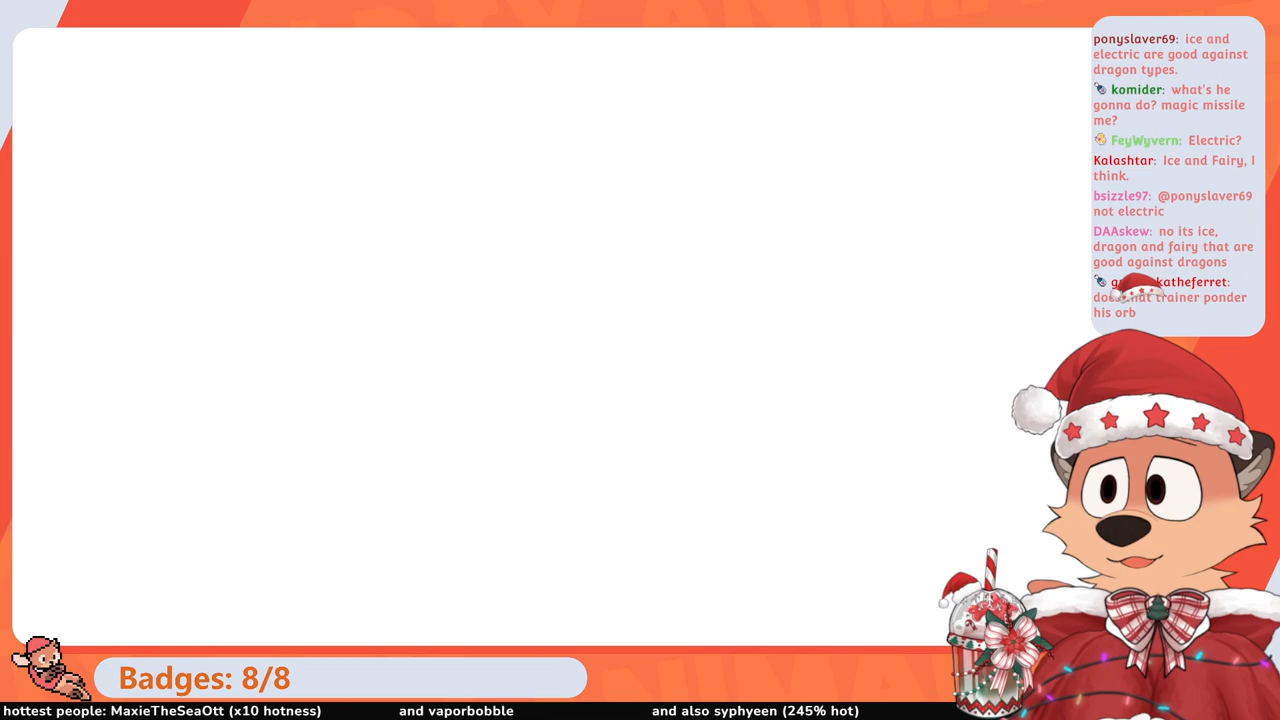 ponyslaver69: ice and
electric are good against
dragon types.
komider: what's he
gonna do? magic missile
me?
FeyWyvern: Electric?
Kalashtar: Ice and Fairy, I
think.
bsizzle97: @ponyslaver69
not electric
DAAskew: no its ice,
dragon and fairy that are
good against dragons
katheferret:
trainer ponder
his orb
Badges: 8/8
hottest people: MaxieTheSeaOtt (x10 hotness) and vaporbobble and also syphyeen (245% hot)